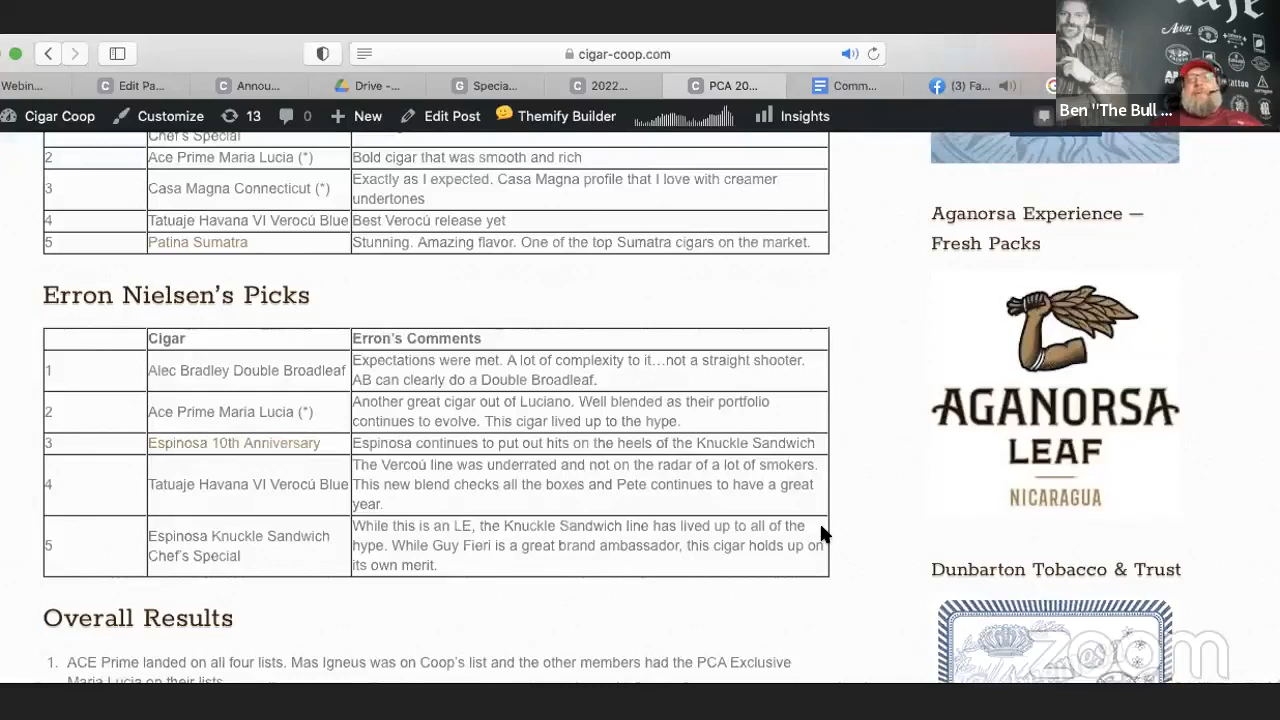 cigar-coop.com
Webin...
Edit Pa...
Annou...
Drive -...
Specia...
2022...
PCA 20...
Comm...
(3) Fa...
Cigar Coop
Customize
13
0
New
Edit Post
Themify Builder
Insights
Ben "The Bull ...
Chef's Special
2 Ace Prime Maria Lucia (*) Bold cigar that was smooth and rich
3 Casa Magna Connecticut (*) Exactly as I expected. Casa Magna profile that I love with creamer
undertones
4 Tatuaje Havana VI Verocú Blue Best Verocú release yet
5 Patina Sumatra Stunning. Amazing flavor. One of the top Sumatra cigars on the market.
Erron Nielsen's Picks
Cigar Erron's Comments
1 Alec Bradley Double Broadleaf Expectations were met. A lot of complexity to it…not a straight shooter.
AB can clearly do a Double Broadleaf.
2 Ace Prime Maria Lucia (*) Another great cigar out of Luciano. Well blended as their portfolio
continues to evolve. This cigar lived up to the hype.
3 Espinosa 10th Anniversary Espinosa continues to put out hits on the heels of the Knuckle Sandwich
4 Tatuaje Havana VI Verocú Blue The Vercoú line was underrated and not on the radar of a lot of smokers.
This new blend checks all the boxes and Pete continues to have a great
year.
5 Espinosa Knuckle Sandwich
Chef's Special
While this is an LE, the Knuckle Sandwich line has lived up to all of the
hype. While Guy Fieri is a great brand ambassador, this cigar holds up on
its own merit.
Overall Results
1. ACE Prime landed on all four lists. Mas Igneus was on Coop's list and the other members had the PCA Exclusive
Maria Lucia on their lists
Aganorsa Experience —
Fresh Packs
AGANORSA
LEAF
NICARAGUA
Dunbarton Tobacco & Trust
zoom